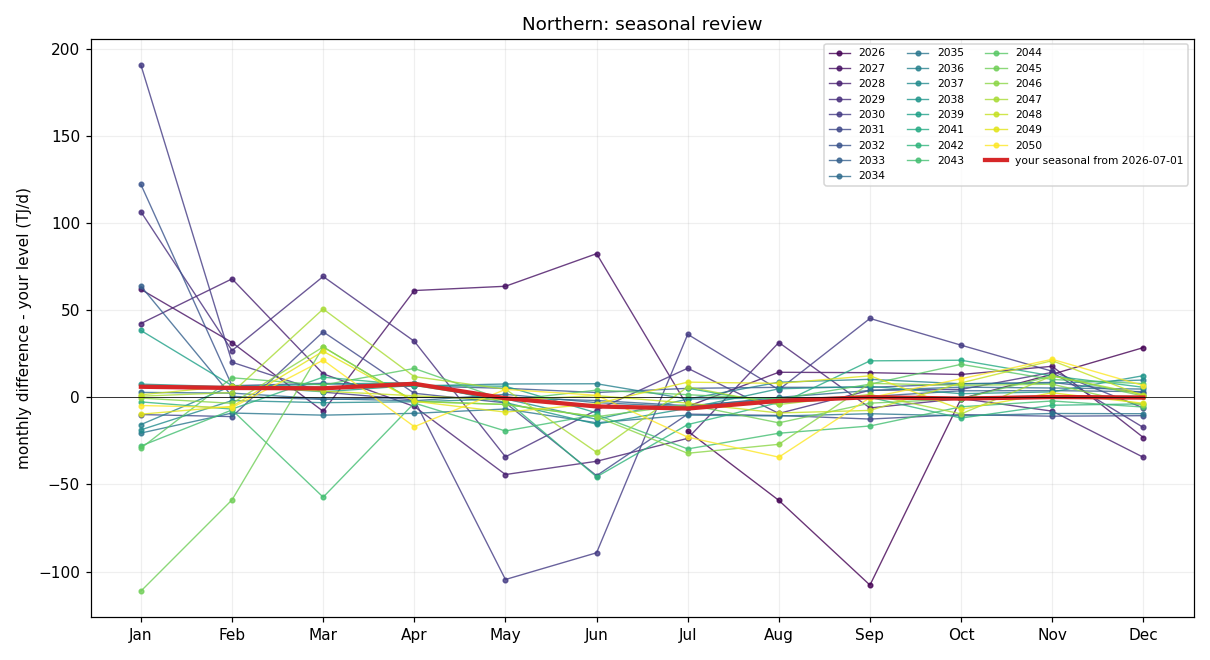 Northern: seasonal review
monthly difference - your level (TJ/d)
200
150
100
50
0
−50
−100
Jan Feb Mar Apr May Jun Jul Aug Sep Oct Nov Dec
2026 2035 2044
2027 2036 2045
2028 2037 2046
2029 2038 2047
2030 2039 2048
2031 2041 2049
2032 2042 2050
2033 2043 your seasonal from 2026-07-01
2034